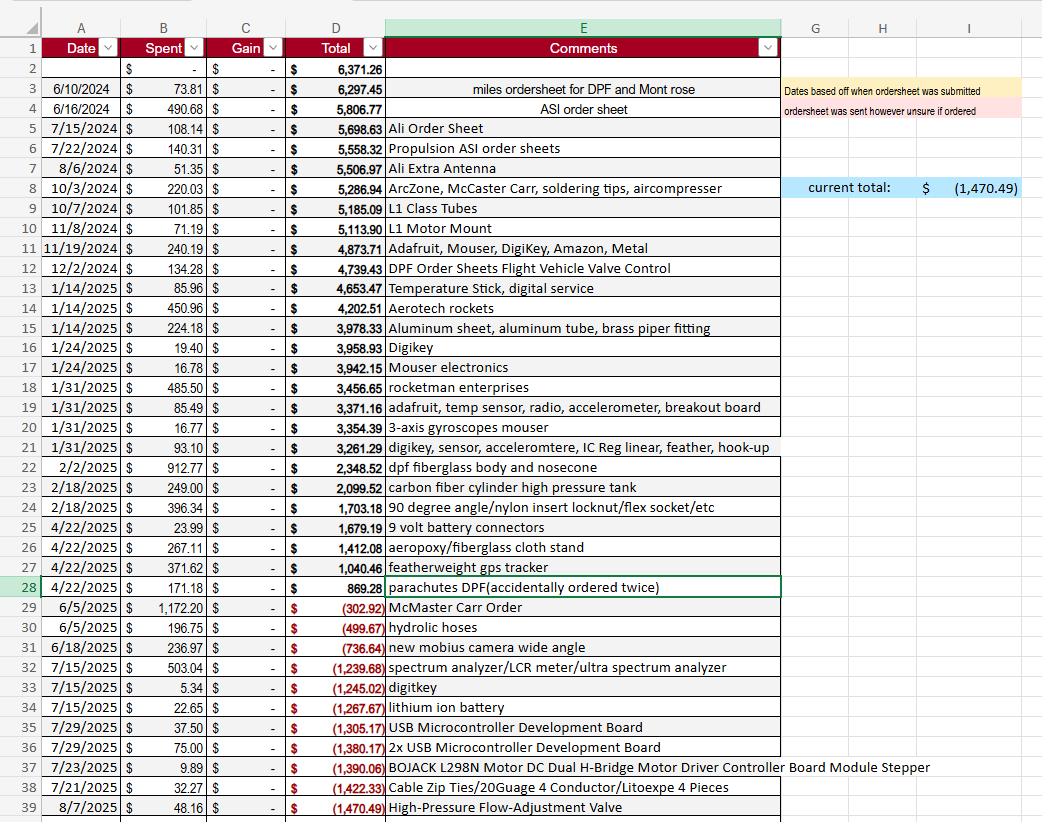 A B C D E G H I
1 Date Spent Gain Total Comments
2 $ - $ - $ 6,371.26
3 6/10/2024 $ 73.81 $ - $ 6,297.45 miles ordersheet for DPF and Mont rose Dates based off when ordersheet was submitted
4 6/16/2024 $ 490.68 $ - $ 5,806.77 ASI order sheet ordersheet was sent however unsure if ordered
5 7/15/2024 $ 108.14 $ - $ 5,698.63 Ali Order Sheet
6 7/22/2024 $ 140.31 $ - $ 5,558.32 Propulsion ASI order sheets
7 8/6/2024 $ 51.35 $ - $ 5,506.97 Ali Extra Antenna
8 10/3/2024 $ 220.03 $ - $ 5,286.94 ArcZone, McCaster Carr, soldering tips, aircompresser current total: $ (1,470.49)
9 10/7/2024 $ 101.85 $ - $ 5,185.09 L1 Class Tubes
10 11/8/2024 $ 71.19 $ - $ 5,113.90 L1 Motor Mount
11 11/19/2024 $ 240.19 $ - $ 4,873.71 Adafruit, Mouser, DigiKey, Amazon, Metal
12 12/2/2024 $ 134.28 $ - $ 4,739.43 DPF Order Sheets Flight Vehicle Valve Control
13 1/14/2025 $ 85.96 $ - $ 4,653.47 Temperature Stick, digital service
14 1/14/2025 $ 450.96 $ - $ 4,202.51 Aerotech rockets
15 1/14/2025 $ 224.18 $ - $ 3,978.33 Aluminum sheet, aluminum tube, brass piper fitting
16 1/24/2025 $ 19.40 $ - $ 3,958.93 Digikey
17 1/24/2025 $ 16.78 $ - $ 3,942.15 Mouser electronics
18 1/31/2025 $ 485.50 $ - $ 3,456.65 rocketman enterprises
19 1/31/2025 $ 85.49 $ - $ 3,371.16 adafruit, temp sensor, radio, accelerometer, breakout board
20 1/31/2025 $ 16.77 $ - $ 3,354.39 3-axis gyroscopes mouser
21 1/31/2025 $ 93.10 $ - $ 3,261.29 digikey, sensor, acceleromtere, IC Reg linear, feather, hook-up
22 2/2/2025 $ 912.77 $ - $ 2,348.52 dpf fiberglass body and nosecone
23 2/18/2025 $ 249.00 $ - $ 2,099.52 carbon fiber cylinder high pressure tank
24 2/18/2025 $ 396.34 $ - $ 1,703.18 90 degree angle/nylon insert locknut/flex socket/etc
25 4/22/2025 $ 23.99 $ - $ 1,679.19 9 volt battery connectors
26 4/22/2025 $ 267.11 $ - $ 1,412.08 aeropoxy/fiberglass cloth stand
27 4/22/2025 $ 371.62 $ - $ 1,040.46 featherweight gps tracker
28 4/22/2025 $ 171.18 $ - $ 869.28 parachutes DPF(accidentally ordered twice)
29 6/5/2025 $ 1,172.20 $ - $ (302.92) McMaster Carr Order
30 6/5/2025 $ 196.75 $ - $ (499.67) hydrolic hoses
31 6/18/2025 $ 236.97 $ - $ (736.64) new mobius camera wide angle
32 7/15/2025 $ 503.04 $ - $ (1,239.68) spectrum analyzer/LCR meter/ultra spectrum analyzer
33 7/15/2025 $ 5.34 $ - $ (1,245.02) digitkey
34 7/15/2025 $ 22.65 $ - $ (1,267.67) lithium ion battery
35 7/29/2025 $ 37.50 $ - $ (1,305.17) USB Microcontroller Development Board
36 7/29/2025 $ 75.00 $ - $ (1,380.17) 2x USB Microcontroller Development Board
37 7/23/2025 $ 9.89 $ - $ (1,390.06) BOJACK L298N Motor DC Dual H-Bridge Motor Driver Controller Board Module Stepper
38 7/21/2025 $ 32.27 $ - $ (1,422.33) Cable Zip Ties/20Guage 4 Conductor/Litoexpe 4 Pieces
39 8/7/2025 $ 48.16 $ - $ (1,470.49) High-Pressure Flow-Adjustment Valve